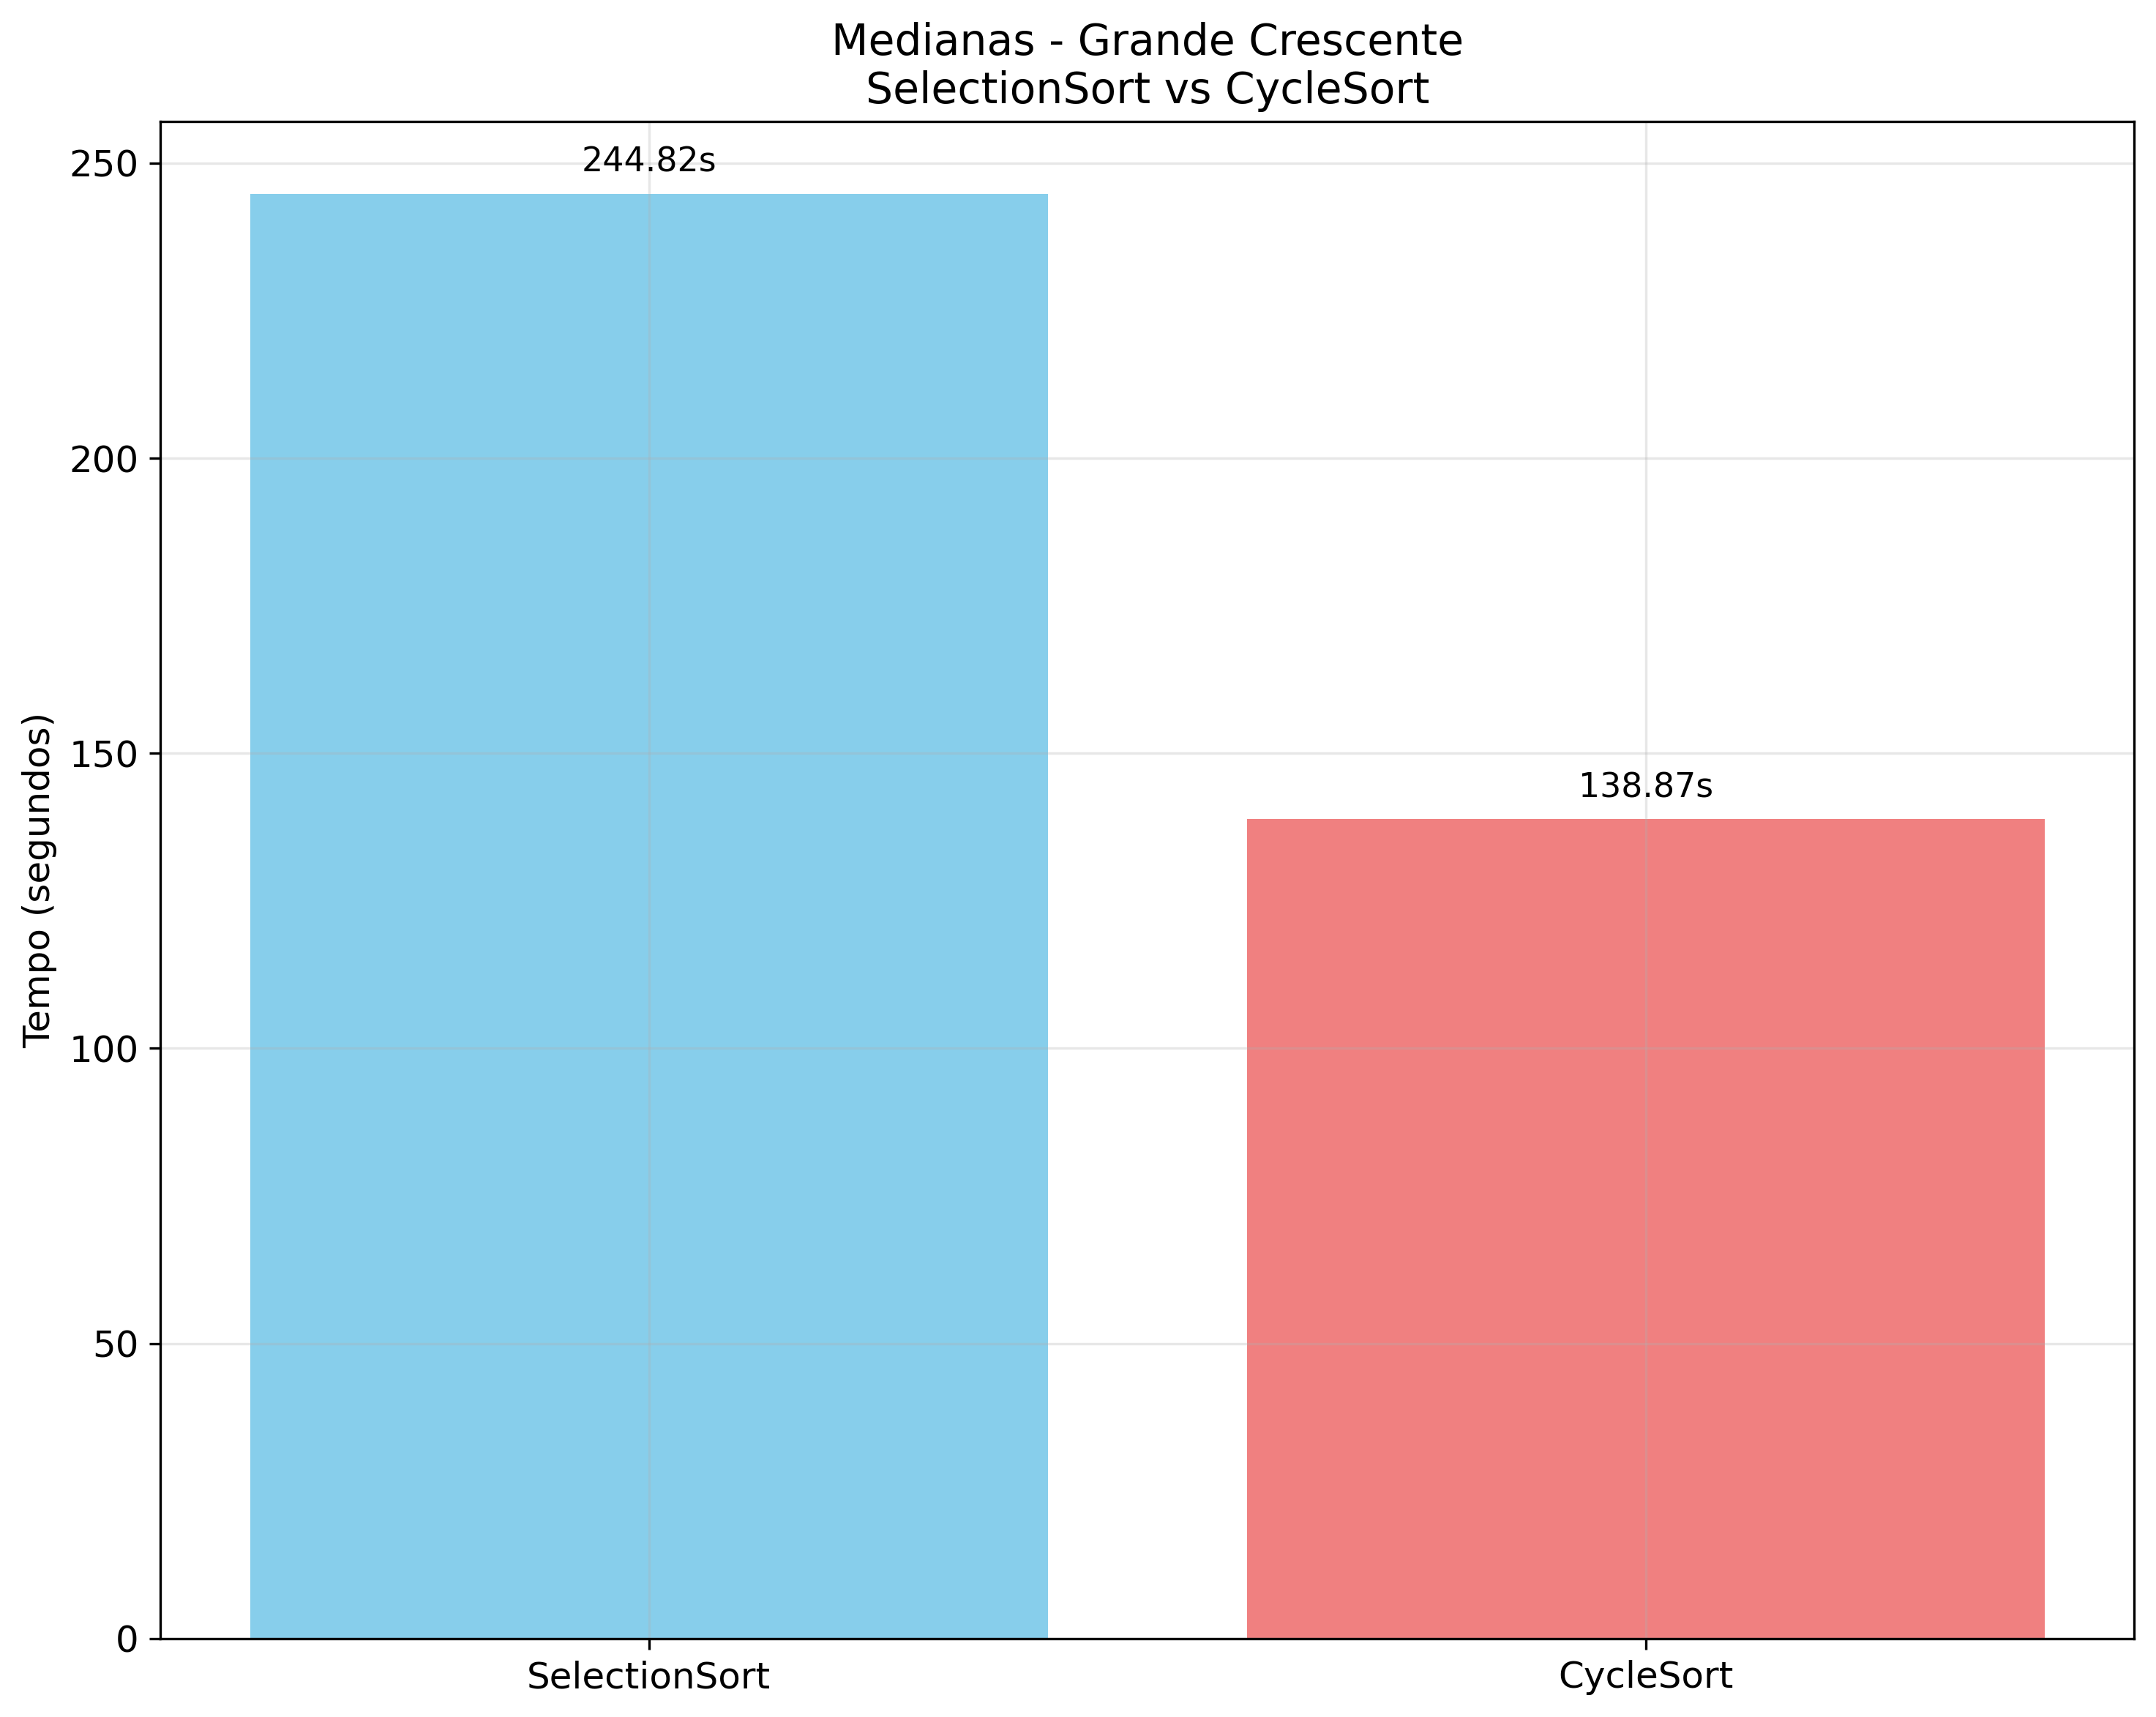 Medianas - Grande Crescente
SelectionSort vs CycleSort
Tempo (segundos)
250
200
150
100
50
0
244.82s
138.87s
SelectionSort
CycleSort